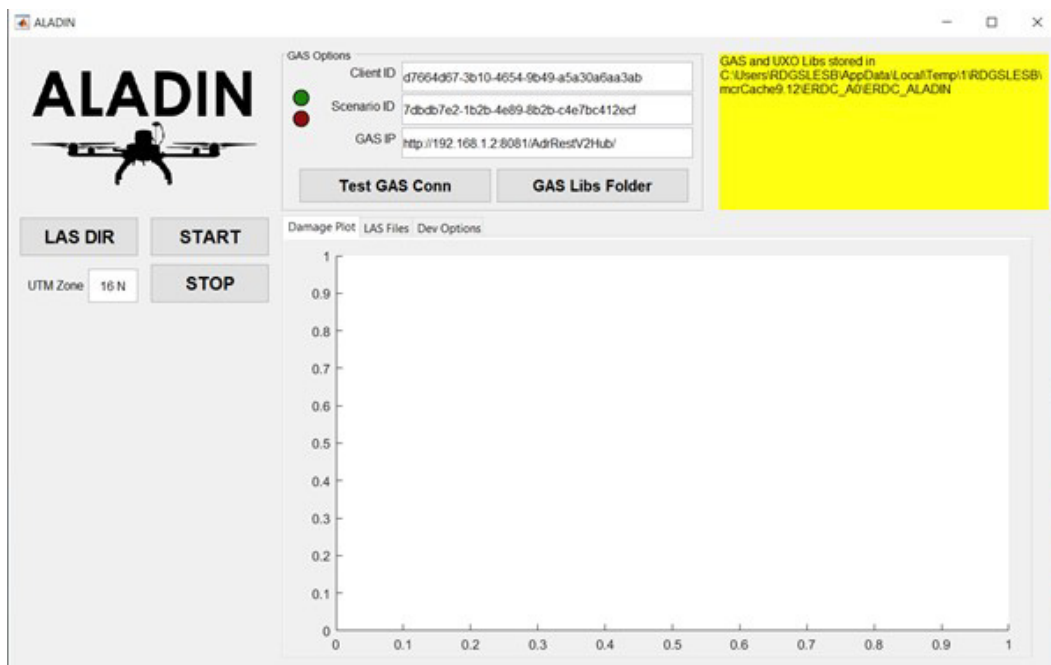 ALADIN
ALADIN
GAS Options
Client ID d7664d67-3b10-4654-9b49-a5a30a6aa3ab
Scenario ID 7dbdb7e2-1b2b-4e89-8b2b-c4e7bc412ecf
GAS IP http://192.168.1.2:8081/AdrRestV2Hub/
Test GAS Conn GAS Libs Folder
GAS and UXO Libs stored in
C:\Users\RDGSLESB\AppData\Local\Temp\1\RDGSLESB\
mcrCache9.12\ERDC_A0\ERDC_ALADIN
LAS DIR START
UTM Zone 16 N STOP
Damage Plot LAS Files Dev Options
1
0.9
0.8
0.7
0.6
0.5
0.4
0.3
0.2
0.1
0
0 0.1 0.2 0.3 0.4 0.5 0.6 0.7 0.8 0.9 1